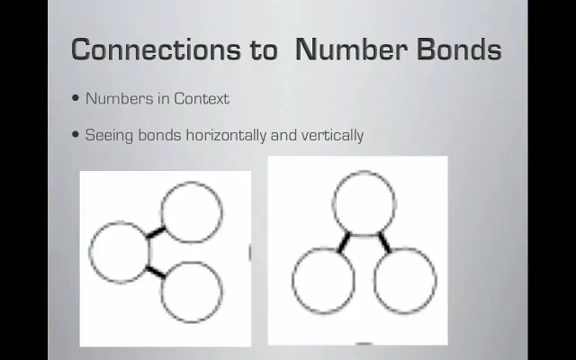 Connections to Number Bonds
• Numbers in Context
• Seeing bonds horizontally and vertically